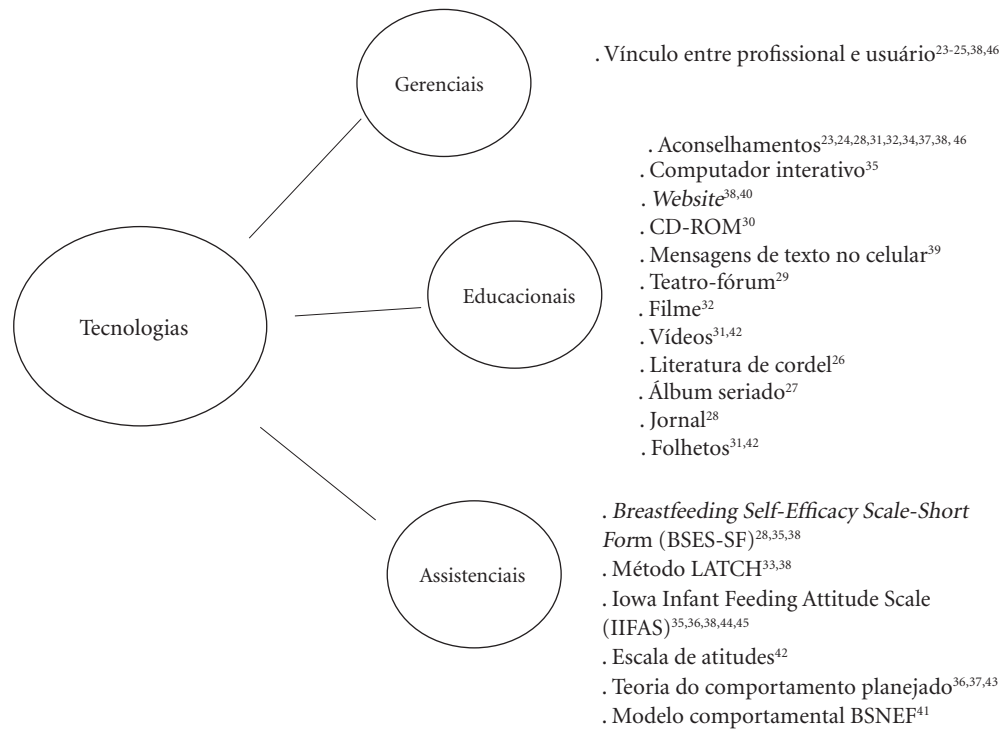 Gerenciais
. Vínculo entre profissional e usuário23-25,38,46
Tecnologias
Educacionais
. Aconselhamentos23,24,28,31,32,34,37,38, 46
. Computador interativo35
. Website38,40
. CD-ROM30
. Mensagens de texto no celular39
. Teatro-fórum29
. Filme32
. Vídeos31,42
. Literatura de cordel26
. Álbum seriado27
. Jornal28
. Folhetos31,42
Assistenciais
. Breastfeeding Self-Efficacy Scale-Short
Form (BSES-SF)28,35,38
. Método LATCH33,38
. Iowa Infant Feeding Attitude Scale
(IIFAS)35,36,38,44,45
. Escala de atitudes42
. Teoria do comportamento planejado36,37,43
. Modelo comportamental BSNEF41